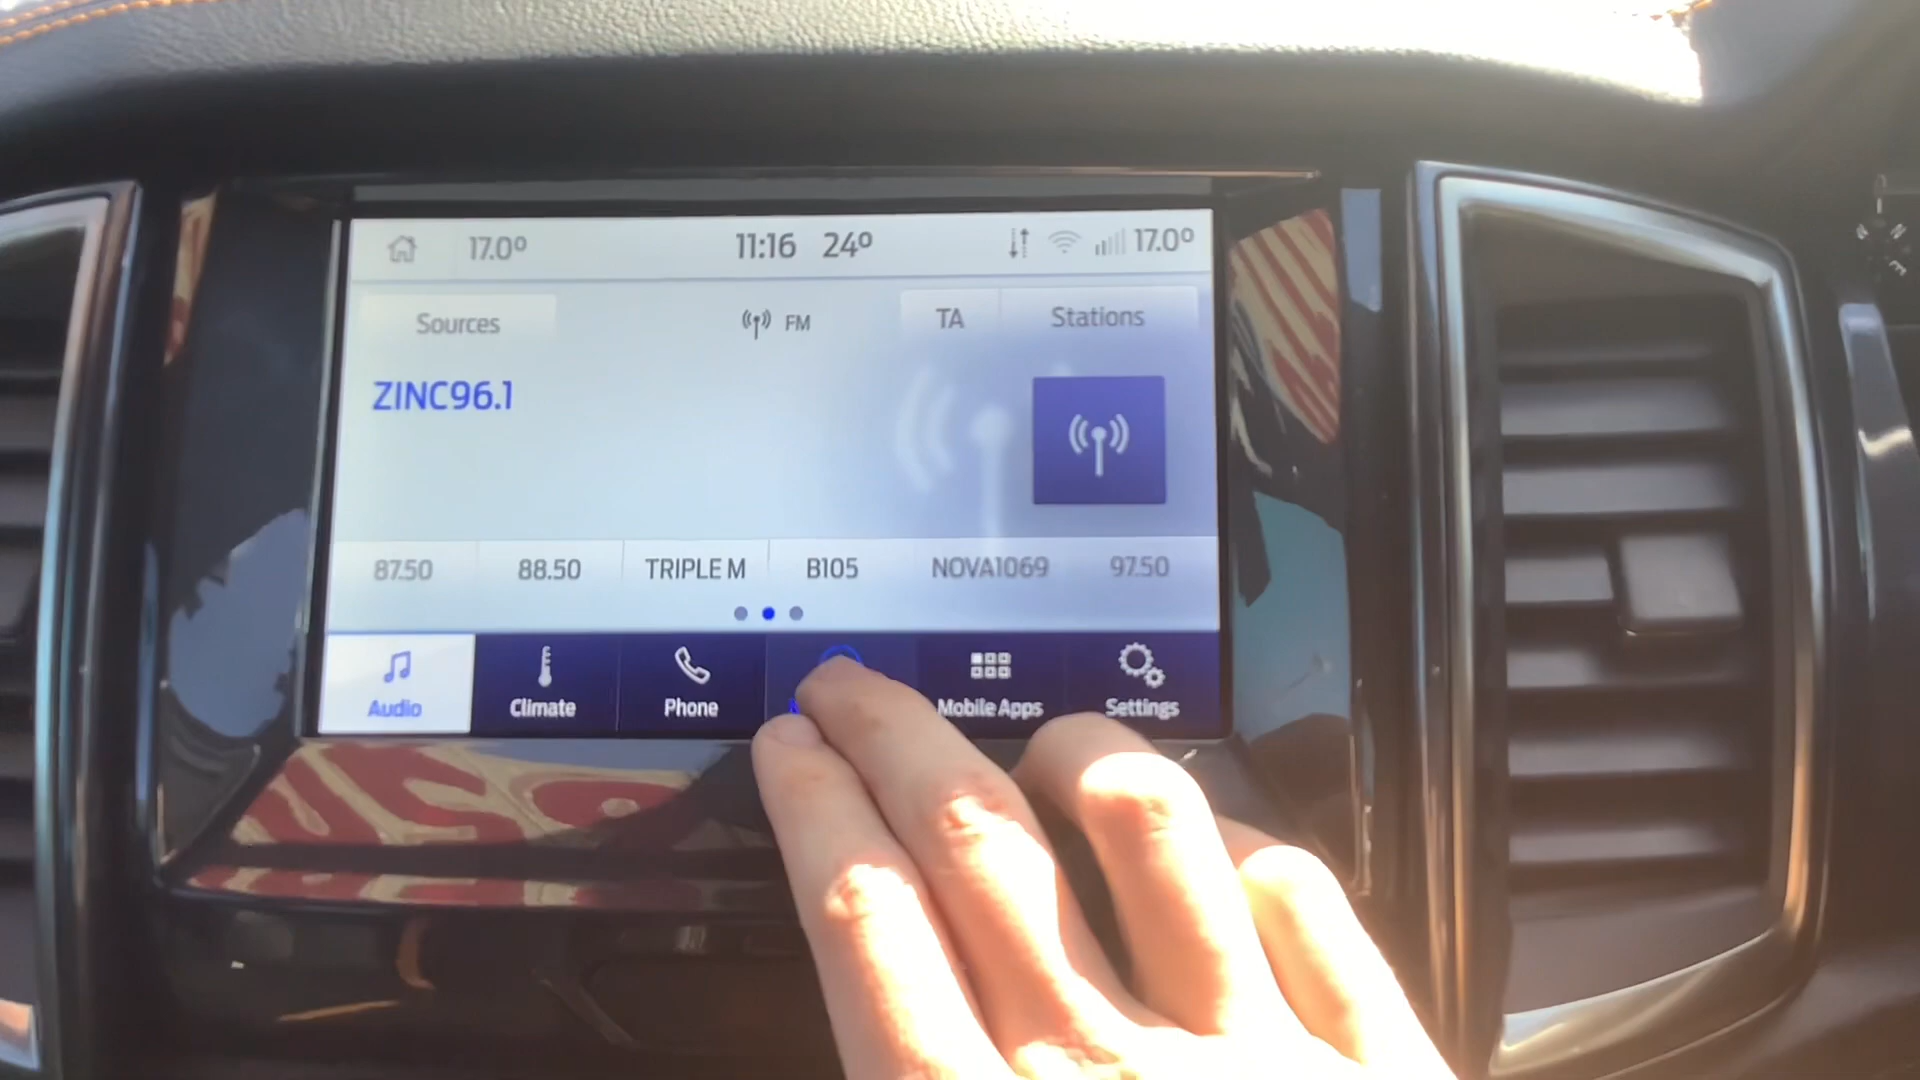 17.0º 11:16 24º 17.0º
Sources FM TA Stations
ZINC96.1
87.50 88.50 TRIPLE M B105 NOVA1069 97.50
Audio Climate Phone Mobile Apps Settings